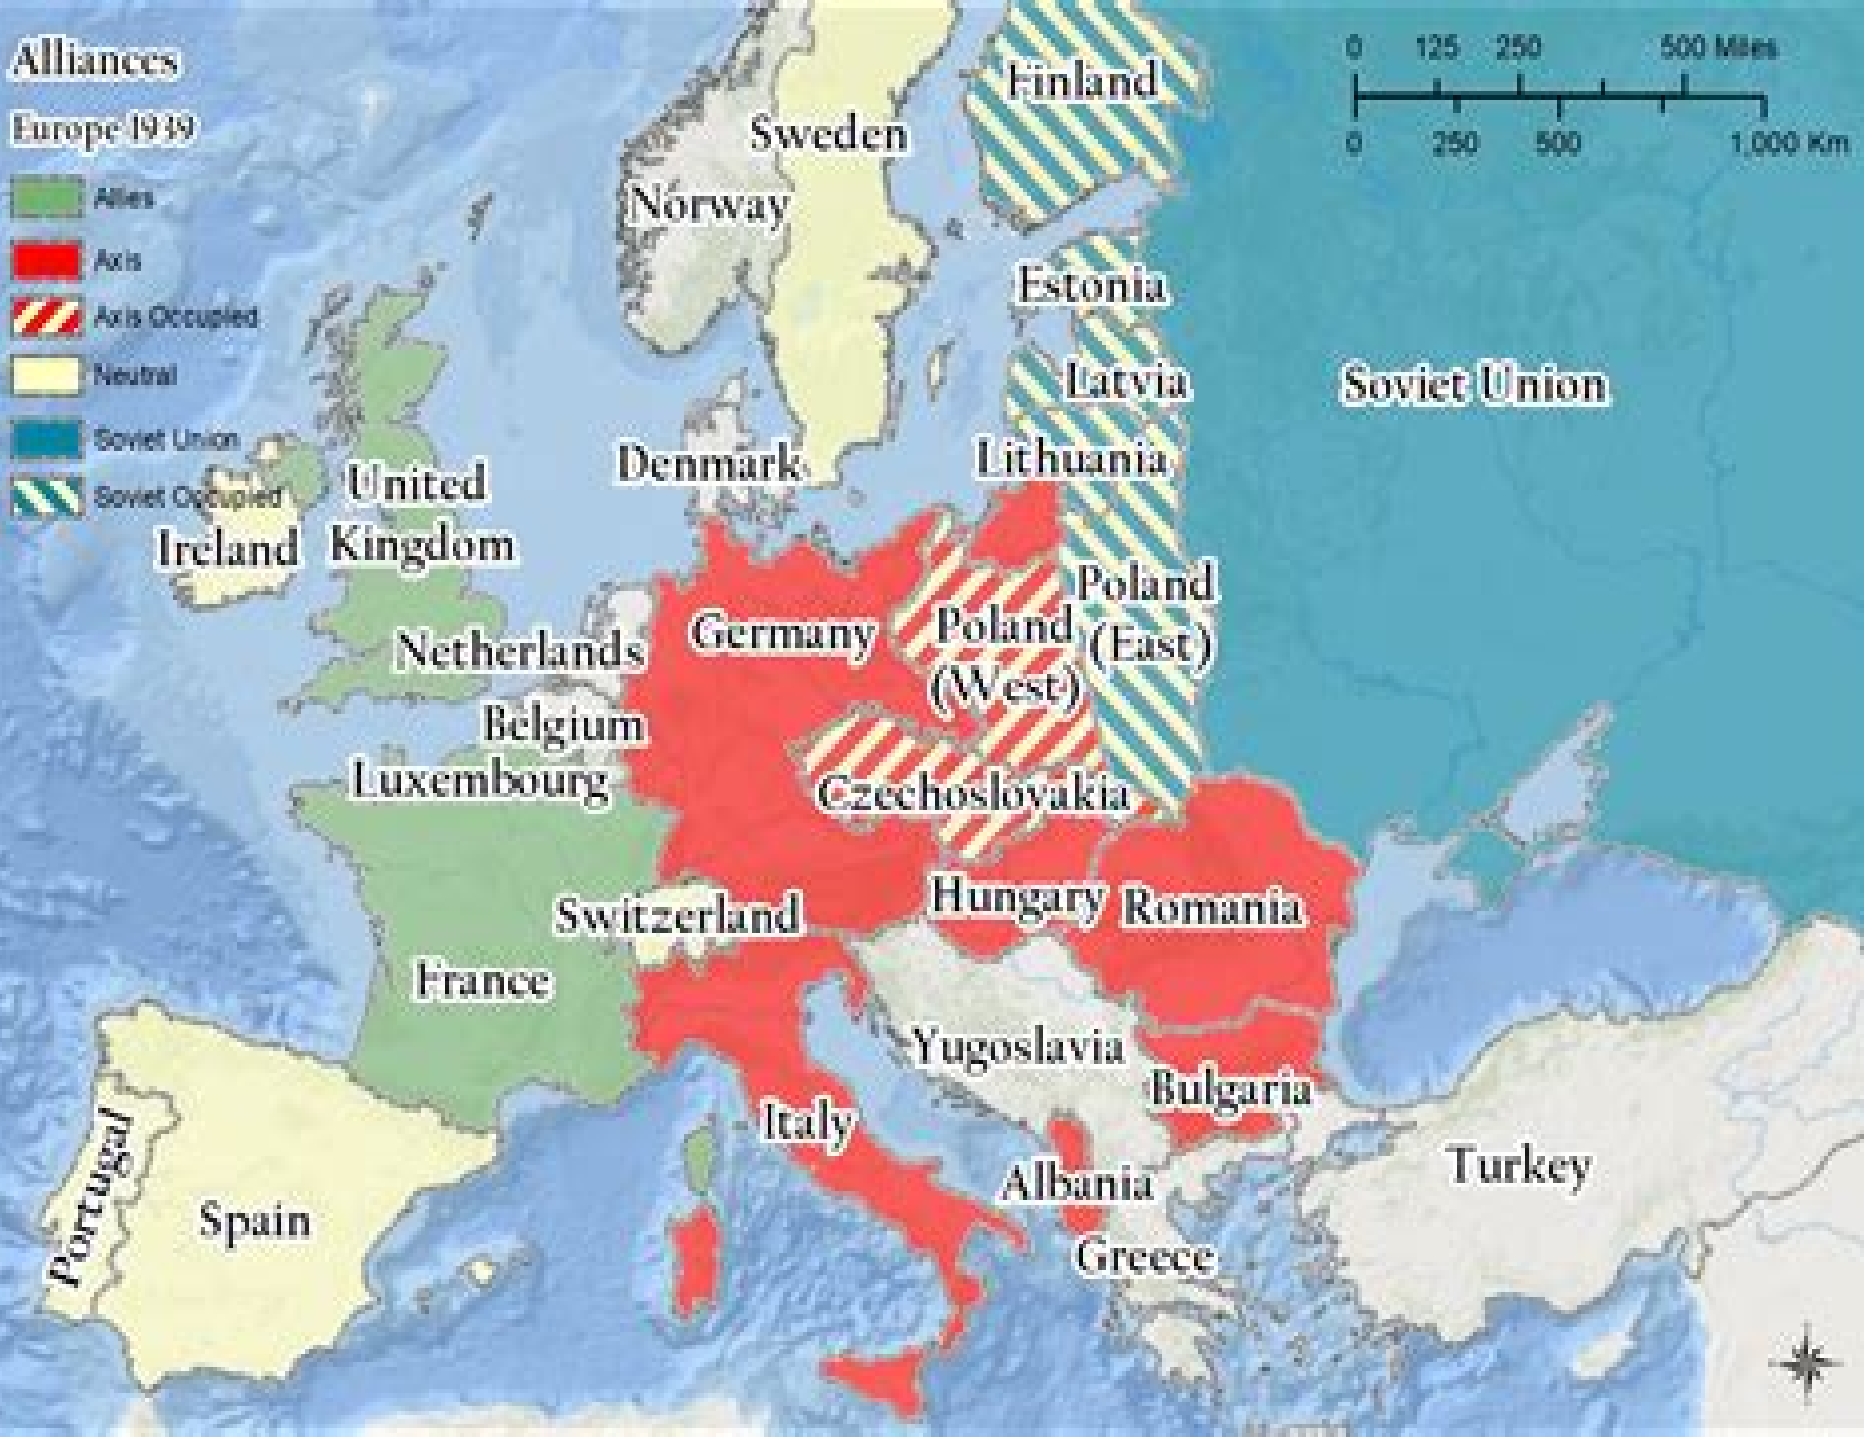 Alliances
Europe 1939
Allies
Axis
Axis Occupied
Neutral
Soviet Union
Soviet Occupied
0 125 250 500 Miles
0 250 500 1,000 Km
Finland
Sweden
Norway
Estonia
Latvia
Soviet Union
Lithuania
Denmark
United
Kingdom
Ireland
Poland
(East)
Poland
(West)
Germany
Netherlands
Belgium
Luxembourg
Czechoslovakia
Hungary
Romania
Switzerland
France
Yugoslavia
Bulgaria
Italy
Albania
Turkey
Portugal
Spain
Greece